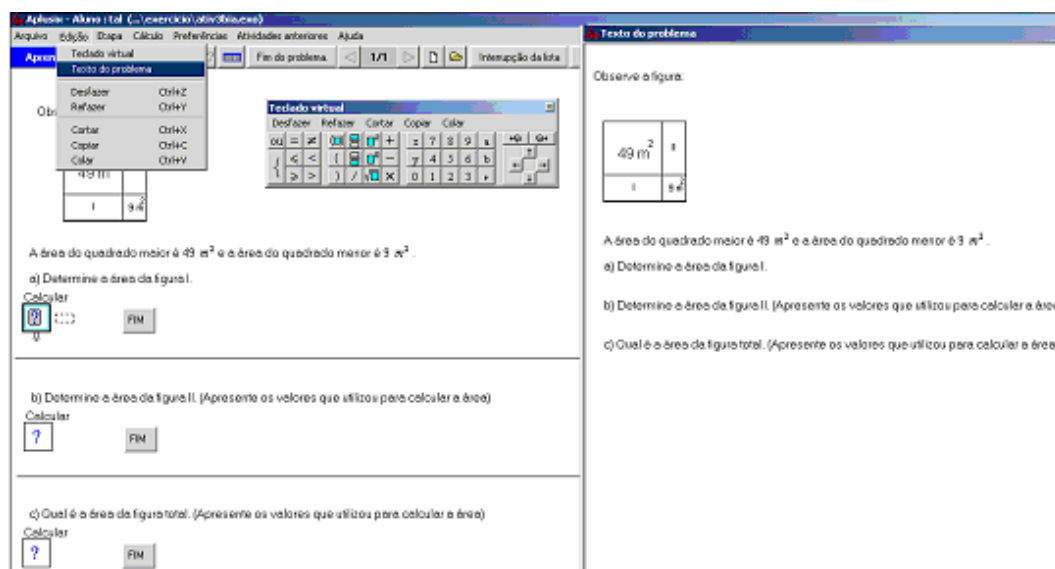 Aplusix - Aluno : tal (...\exercicio\ativ3bia.exo)
Arquivo Edição Etapa Cálculo Preferências Atividades anteriores Ajuda
Apren
Fim do problema 1/1 Interrupção da lista
Teclado virtual
Texto do problema
Desfazer Ctrl+Z
Refazer Ctrl+Y
Cortar Ctrl+X
Copiar Ctrl+C
Colar Ctrl+V
Obs
49 m
I 9 m²
Teclado virtual
Desfazer Refazer Cortar Copiar Colar
ou = ≠ ( + : 7 8 9 a
{ ≤ < ( − y 4 5 6 b
≥ > ) / √ × 0 1 2 3 ,
A área do quadrado maior é 49 m² e a área do quadrado menor é 9 m² .
a) Determine a área da figura I.
Calcular
?
FIM
b) Determine a área da figura II. (Apresente os valores que utilizou para calcular a área)
Calcular
?
FIM
c) Qual é a área da figura total. (Apresente os valores que utilizou para calcular a área)
Calcular
?
FIM
Texto do problema
Observe a figura:
49 m² II
I 9 m²
A área do quadrado maior é 49 m² e a área do quadrado menor é 9 m² .
a) Determine a área da figura I.
b) Determine a área da figura II. (Apresente os valores que utilizou para calcular a área
c) Qual é a área da figura total. (Apresente os valores que utilizou para calcular a área